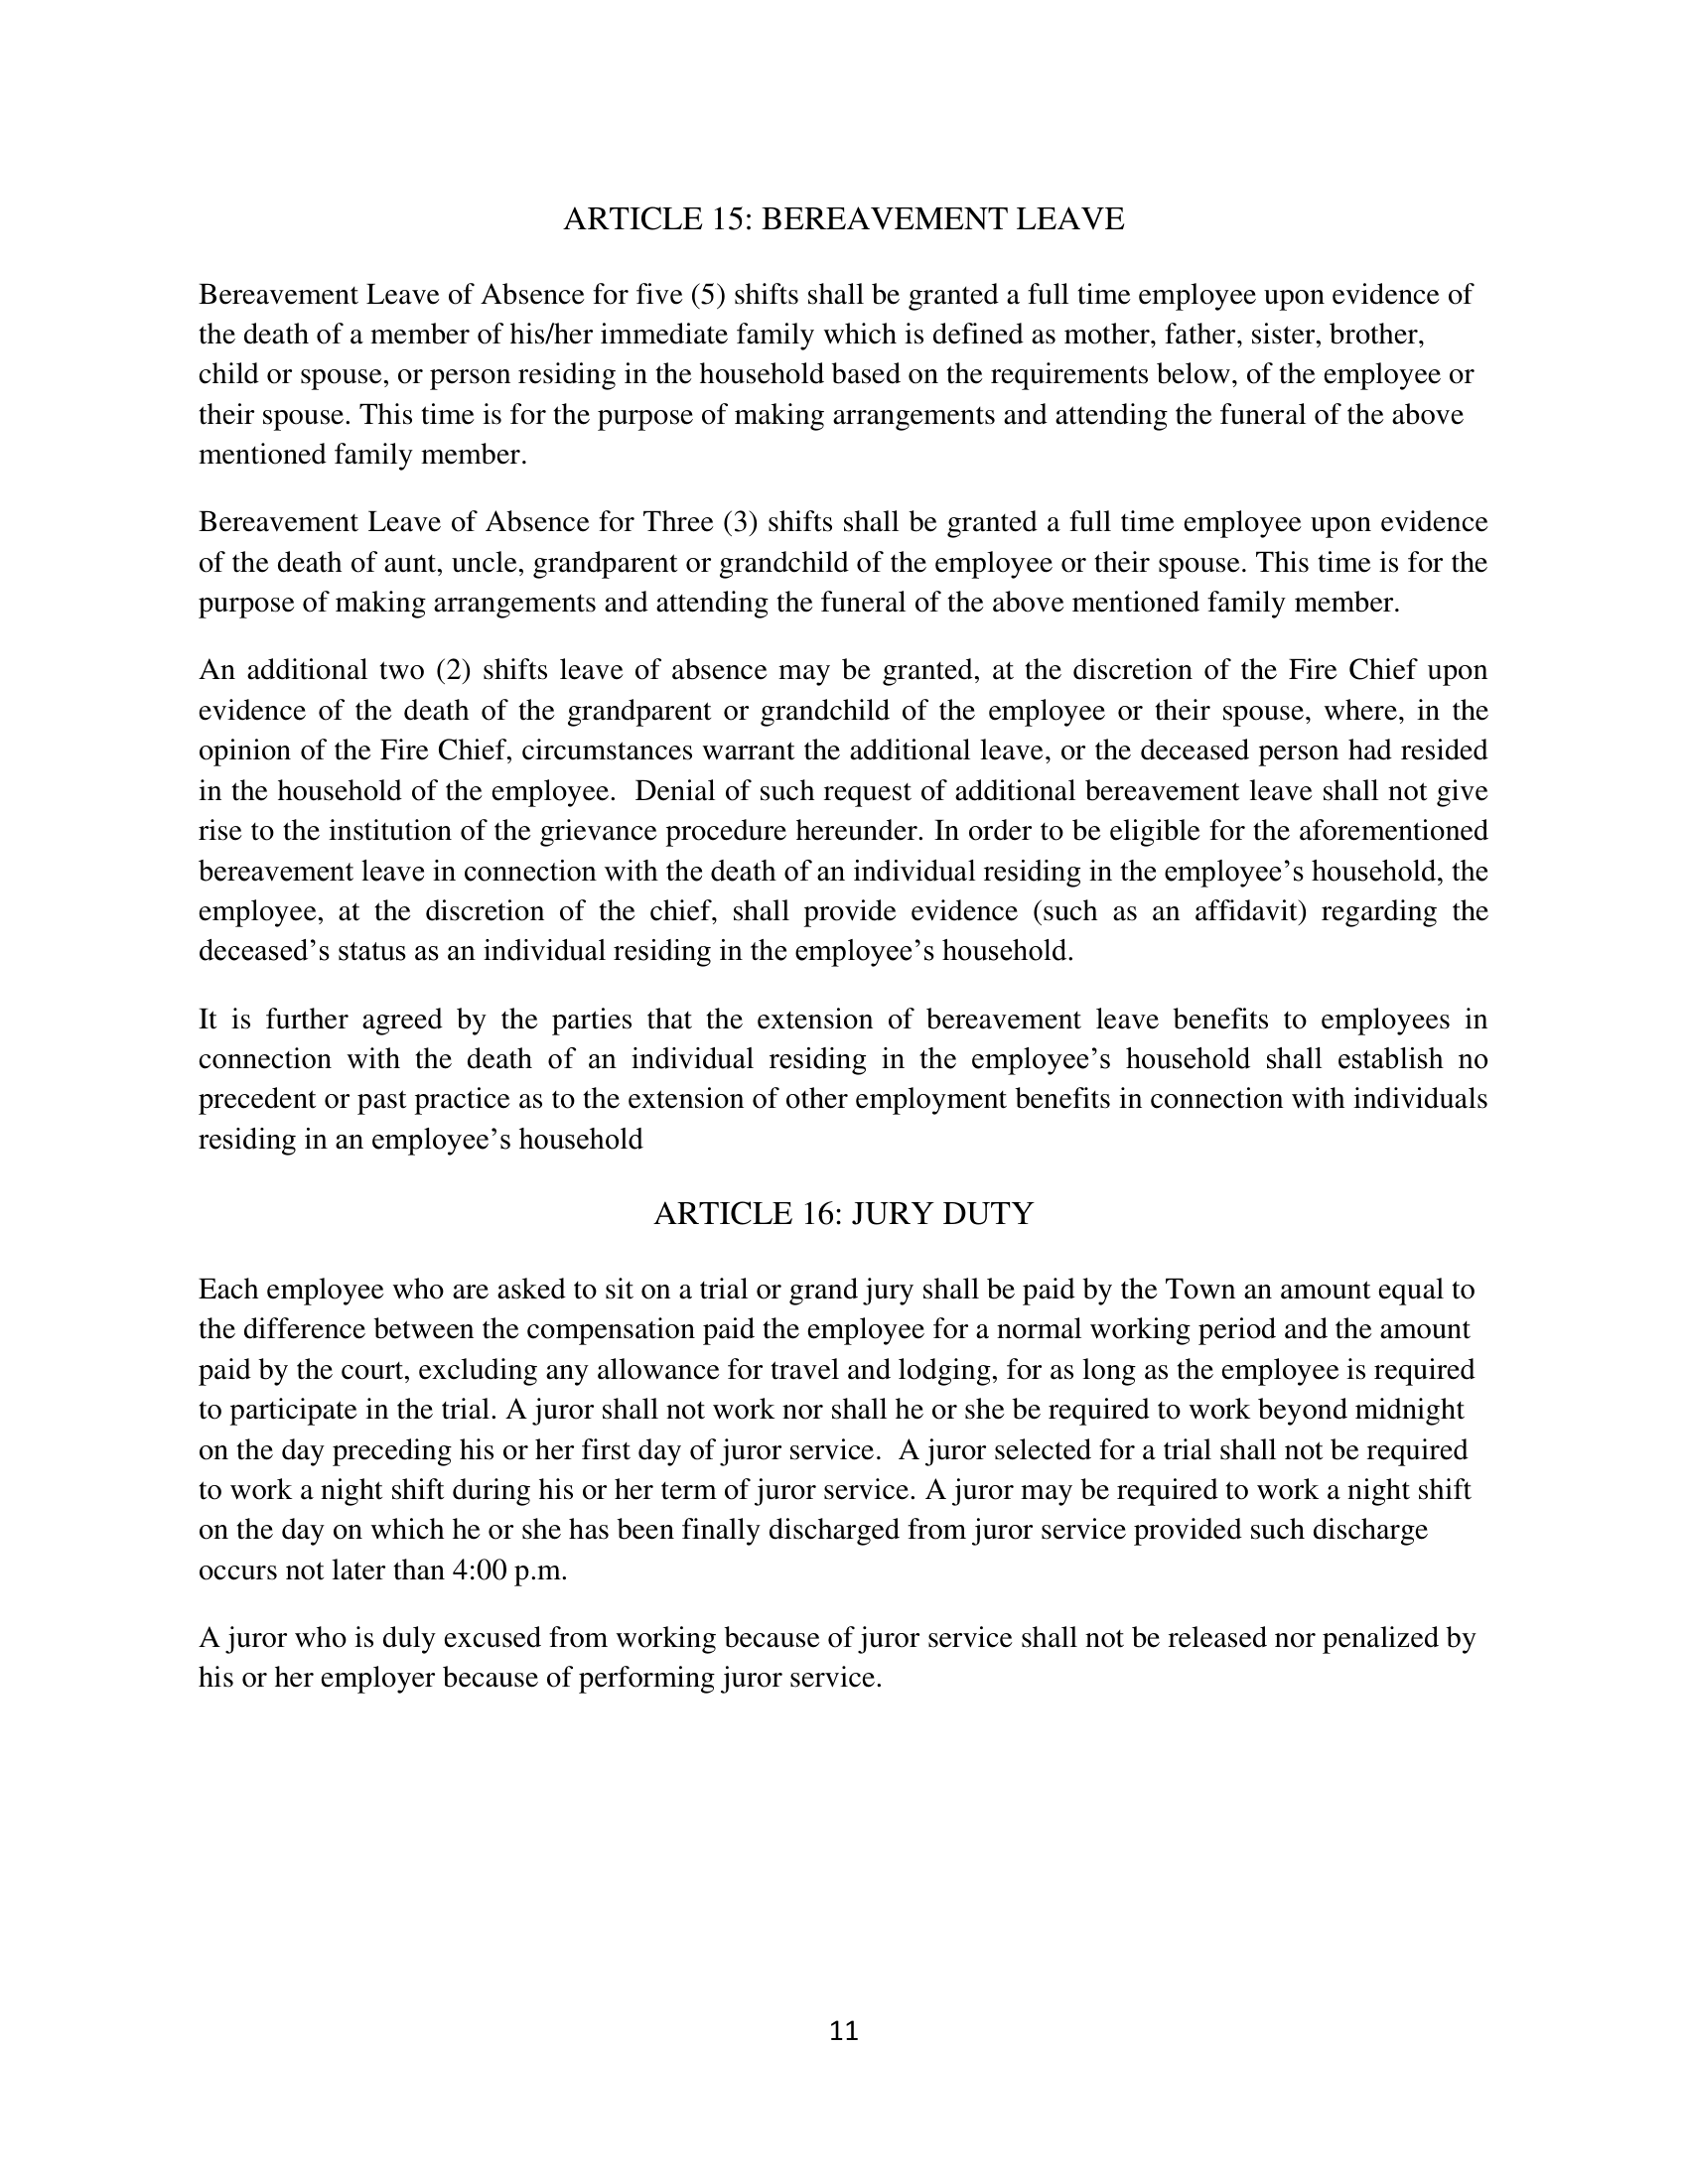 ARTICLE 15: BEREAVEMENT LEAVE
Bereavement Leave of Absence for five (5) shifts shall be granted a full time employee upon evidence of
the death of a member of his/her immediate family which is defined as mother, father, sister, brother,
child or spouse, or person residing in the household based on the requirements below, of the employee or
their spouse. This time is for the purpose of making arrangements and attending the funeral of the above
mentioned family member.
Bereavement Leave of Absence for Three (3) shifts shall be granted a full time employee upon evidence
of the death of aunt, uncle, grandparent or grandchild of the employee or their spouse. This time is for the
purpose of making arrangements and attending the funeral of the above mentioned family member.
An additional two (2) shifts leave of absence may be granted, at the discretion of the Fire Chief upon
evidence of the death of the grandparent or grandchild of the employee or their spouse, where, in the
opinion of the Fire Chief, circumstances warrant the additional leave, or the deceased person had resided
in the household of the employee.  Denial of such request of additional bereavement leave shall not give
rise to the institution of the grievance procedure hereunder. In order to be eligible for the aforementioned
bereavement leave in connection with the death of an individual residing in the employee’s household, the
employee, at the discretion of the chief, shall provide evidence (such as an affidavit) regarding the
deceased’s status as an individual residing in the employee’s household.
It is further agreed by the parties that the extension of bereavement leave benefits to employees in
connection with the death of an individual residing in the employee’s household shall establish no
precedent or past practice as to the extension of other employment benefits in connection with individuals
residing in an employee’s household
ARTICLE 16: JURY DUTY
Each employee who are asked to sit on a trial or grand jury shall be paid by the Town an amount equal to
the difference between the compensation paid the employee for a normal working period and the amount
paid by the court, excluding any allowance for travel and lodging, for as long as the employee is required
to participate in the trial. A juror shall not work nor shall he or she be required to work beyond midnight
on the day preceding his or her first day of juror service.  A juror selected for a trial shall not be required
to work a night shift during his or her term of juror service. A juror may be required to work a night shift
on the day on which he or she has been finally discharged from juror service provided such discharge
occurs not later than 4:00 p.m.
A juror who is duly excused from working because of juror service shall not be released nor penalized by
his or her employer because of performing juror service.
11